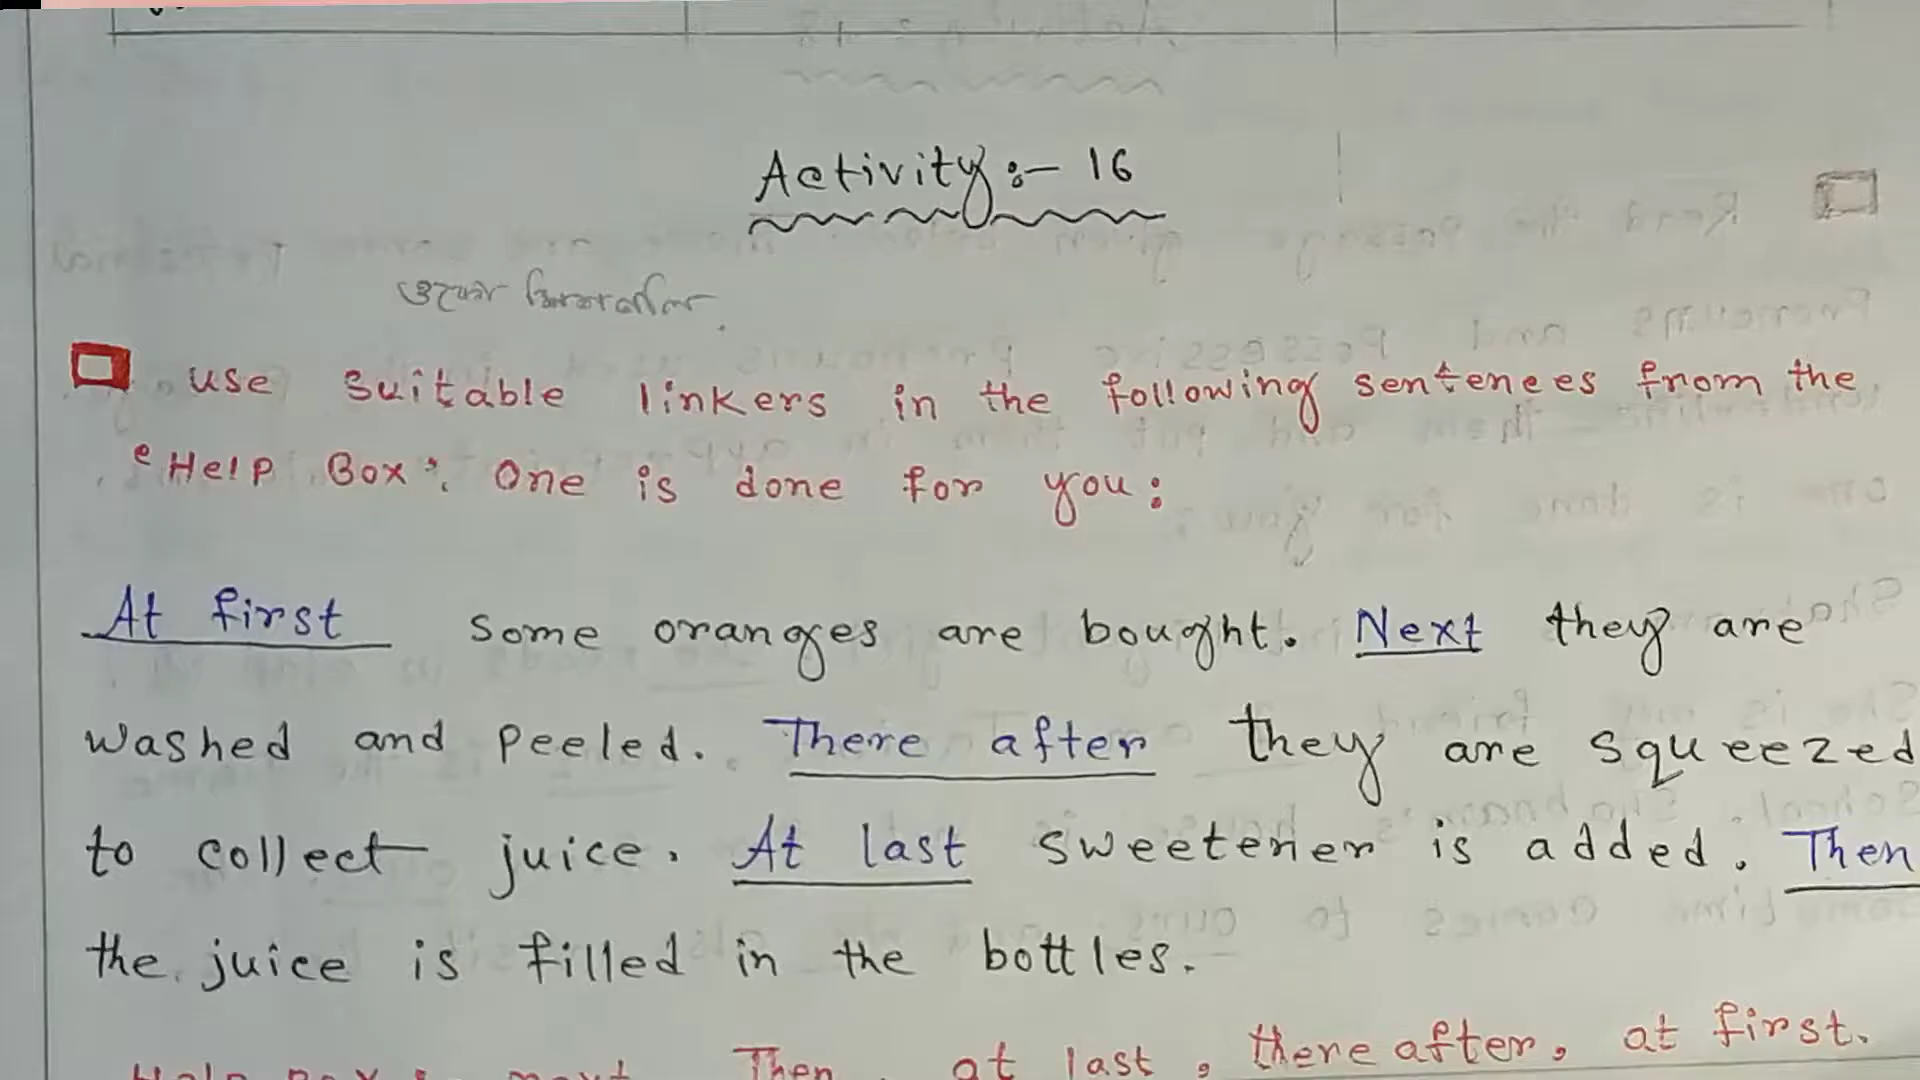 Activity:- 16
use suitable linkers in the following sentences from the
'Help Box'. One is done for you:
At first some oranges are bought. Next they are
washed and peeled. There after they are squeezed
to collect juice. At last sweetener is added. Then
the juice is filled in the bottles.
Help Box: next Then, at last, there after, at first.